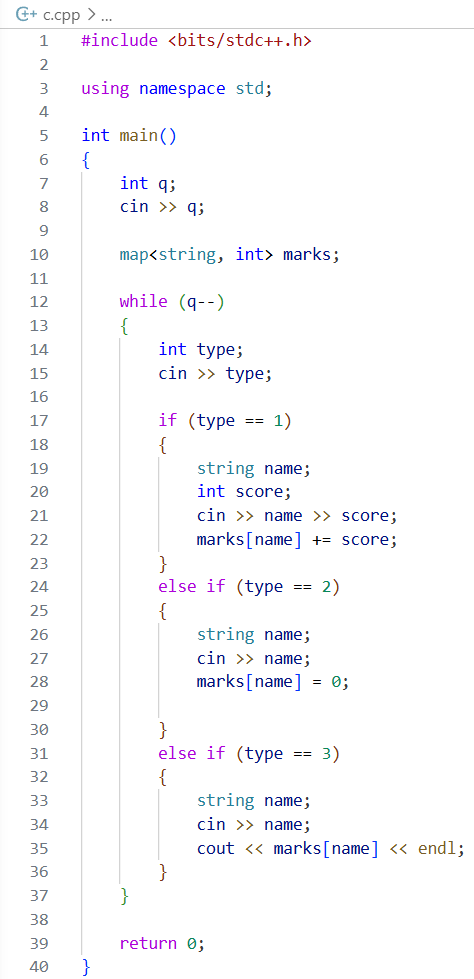 c.cpp > ...
1 #include <bits/stdc++.h>
2
3 using namespace std;
4
5 int main()
6 {
7     int q;
8     cin >> q;
9
10     map<string, int> marks;
11
12     while (q--)
13     {
14         int type;
15         cin >> type;
16
17         if (type == 1)
18         {
19             string name;
20             int score;
21             cin >> name >> score;
22             marks[name] += score;
23         }
24         else if (type == 2)
25         {
26             string name;
27             cin >> name;
28             marks[name] = 0;
29
30         }
31         else if (type == 3)
32         {
33             string name;
34             cin >> name;
35             cout << marks[name] << endl;
36         }
37     }
38
39     return 0;
40 }